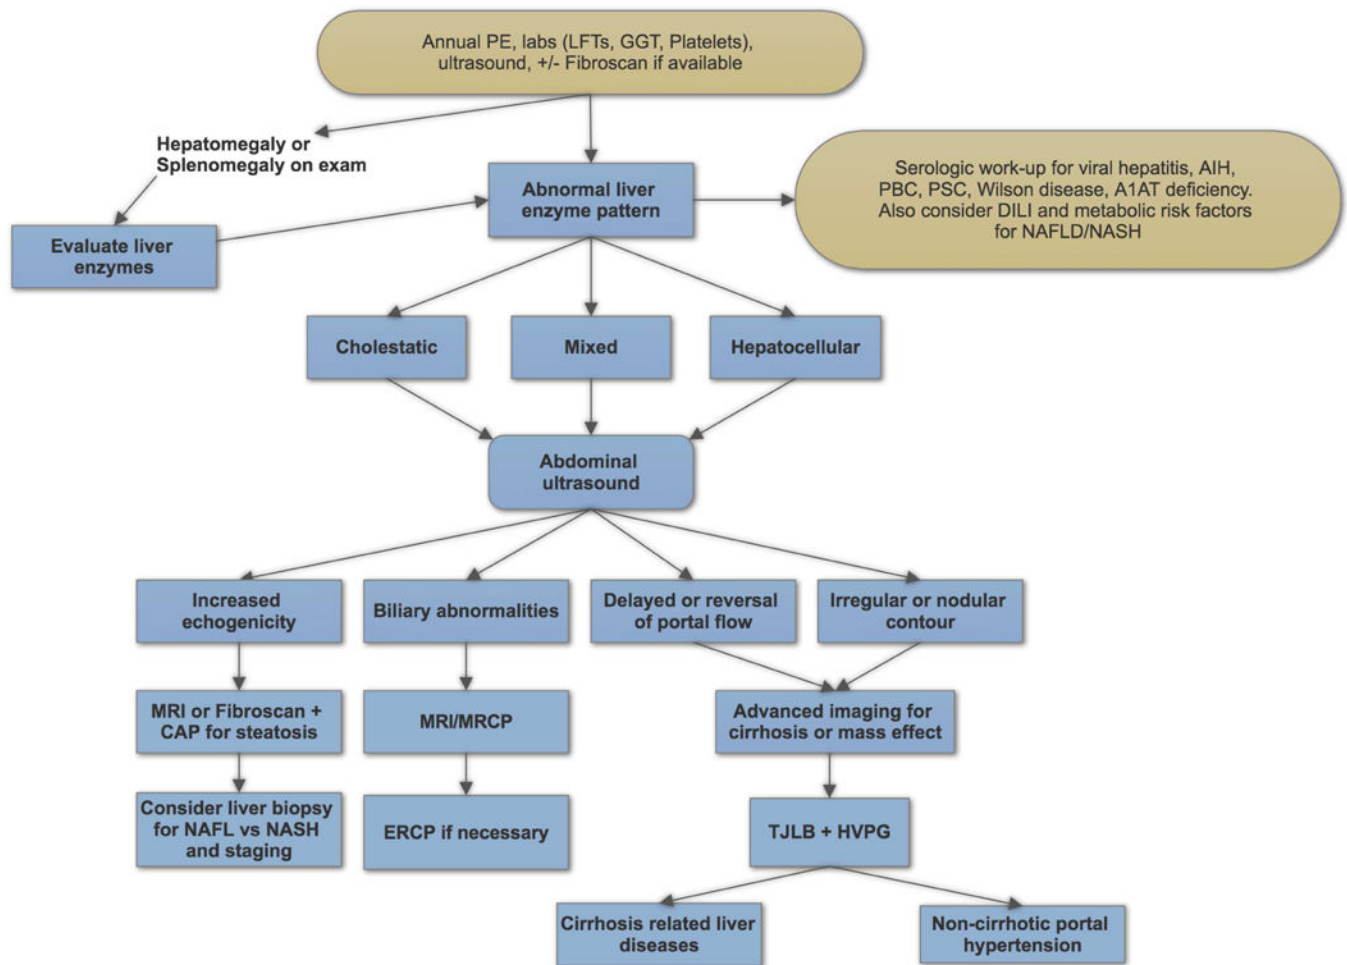 Annual PE, labs (LFTs, GGT, Platelets),
ultrasound, +/- Fibroscan if available
Hepatomegaly or
Splenomegaly on exam
Abnormal liver
enzyme pattern
Serologic work-up for viral hepatitis, AIH,
PBC, PSC, Wilson disease, A1AT deficiency.
Also consider DILI and metabolic risk factors
for NAFLD/NASH
Evaluate liver
enzymes
Cholestatic
Mixed
Hepatocellular
Abdominal
ultrasound
Increased
echogenicity
Biliary abnormalities
Delayed or reversal
of portal flow
Irregular or nodular
contour
MRI or Fibroscan +
CAP for steatosis
MRI/MRCP
Advanced imaging for
cirrhosis or mass effect
Consider liver biopsy
for NAFL vs NASH
and staging
ERCP if necessary
TJLB + HVPG
Cirrhosis related liver
diseases
Non-cirrhotic portal
hypertension